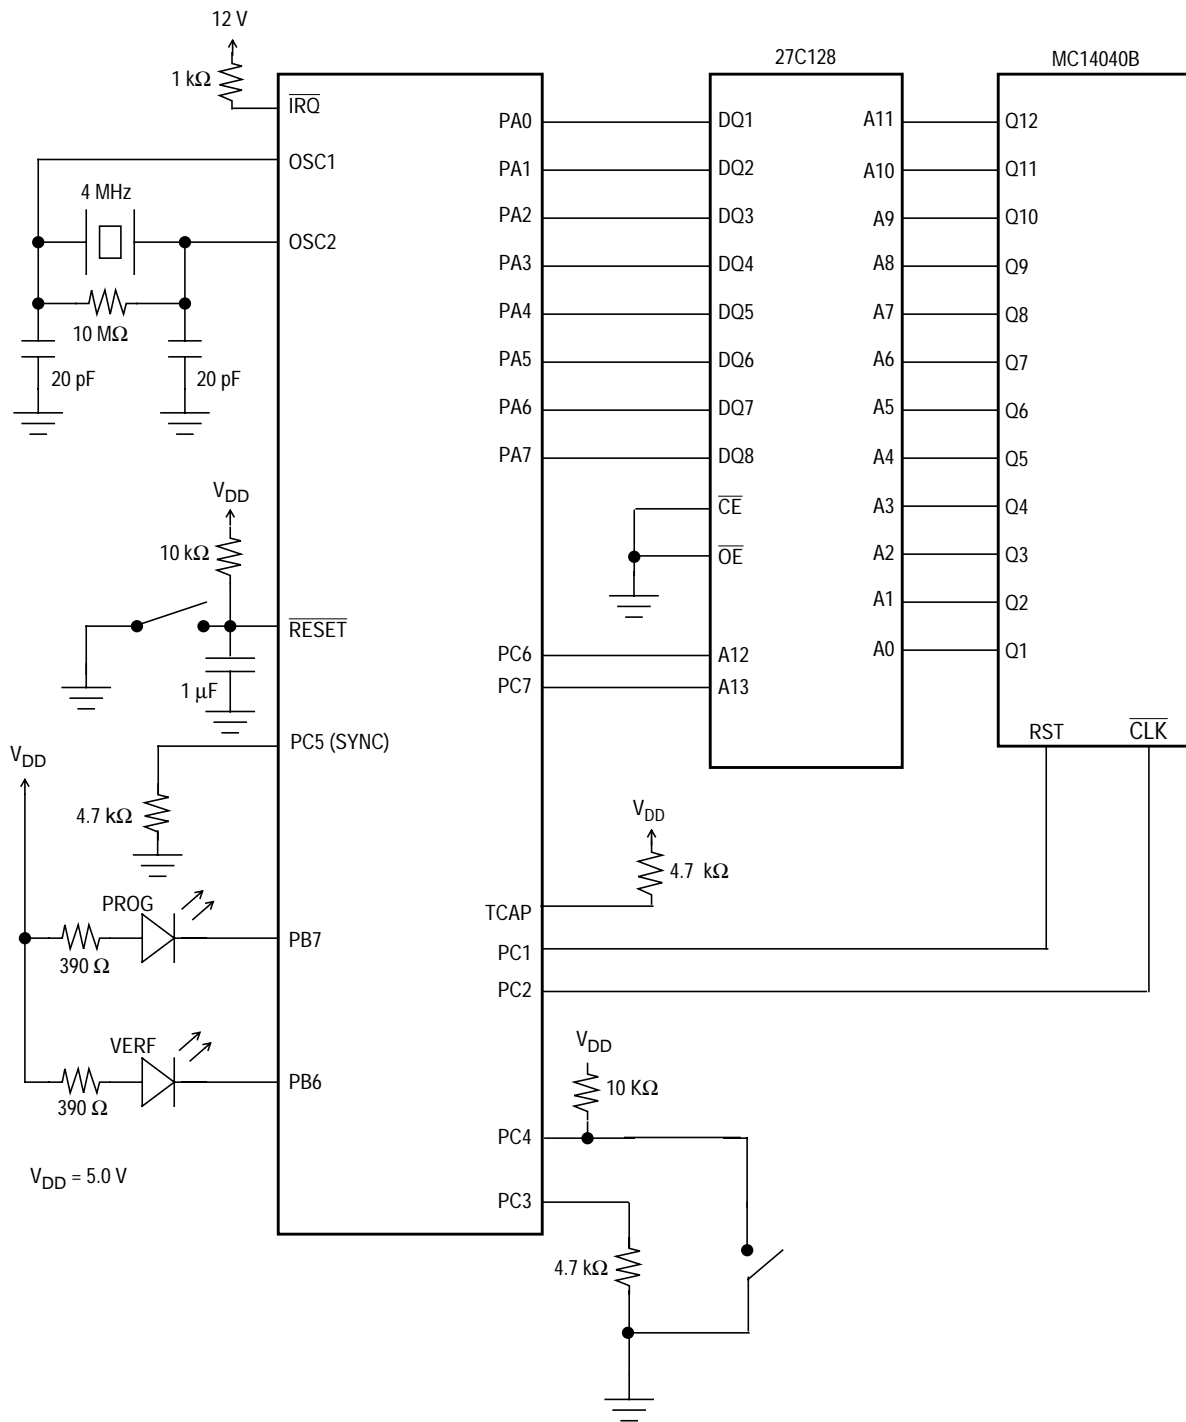 12 V
1 kΩ
IRQ
OSC1
4 MHz
OSC2
10 MΩ
20 pF
20 pF
VDD
10 kΩ
RESET
1 μF
PC5 (SYNC)
VDD
4.7 kΩ
PROG
390 Ω
PB7
VERF
390 Ω
PB6
VDD = 5.0 V
PA0
PA1
PA2
PA3
PA4
PA5
PA6
PA7
PC6
PC7
TCAP
PC1
PC2
PC4
PC3
27C128
DQ1
DQ2
DQ3
DQ4
DQ5
DQ6
DQ7
DQ8
CE
OE
A12
A13
A11
A10
A9
A8
A7
A6
A5
A4
A3
A2
A1
A0
MC14040B
Q12
Q11
Q10
Q9
Q8
Q7
Q6
Q5
Q4
Q3
Q2
Q1
RST
CLK
VDD
4.7 kΩ
VDD
10 KΩ
4.7 kΩ